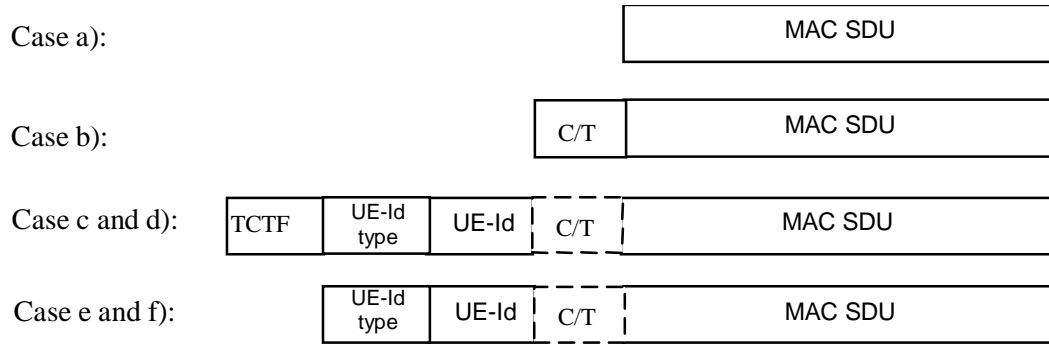 Case a): MAC SDU
Case b): C/T MAC SDU
Case c and d): TCTF UE-Id type UE-Id C/T MAC SDU
Case e and f): UE-Id type UE-Id C/T MAC SDU